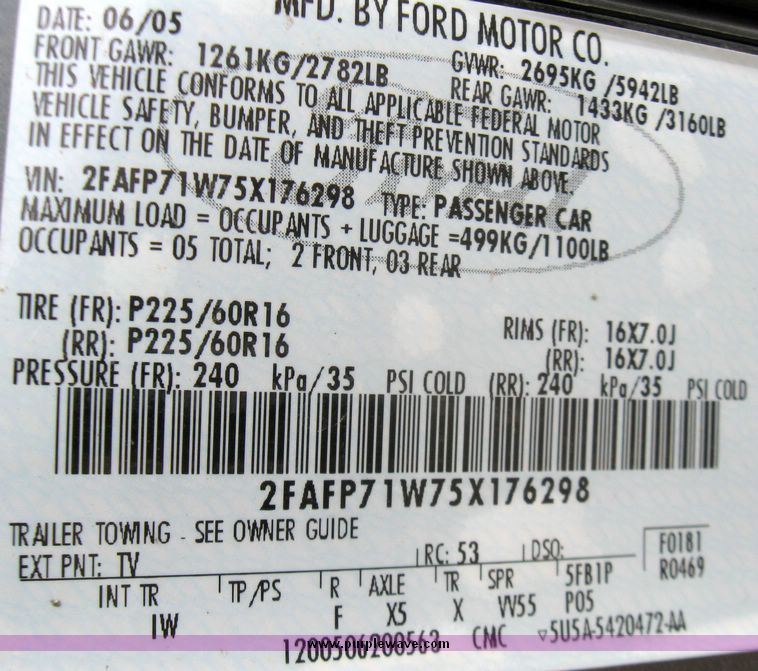 MFD. BY FORD MOTOR CO.
DATE: 06/05
FRONT GAWR: 1261KG/2782LB
GVWR: 2695KG /5942LB
REAR GAWR: 1433KG /3160LB
THIS VEHICLE CONFORMS TO ALL APPLICABLE FEDERAL MOTOR
VEHICLE SAFETY, BUMPER, AND THEFT PREVENTION STANDARDS
IN EFFECT ON THE DATE OF MANUFACTURE SHOWN ABOVE.
VIN: 2FAFP71W75X176298 TYPE: PASSENGER CAR
MAXIMUM LOAD = OCCUPANTS + LUGGAGE =499KG/1100LB
OCCUPANTS = 05 TOTAL; 2 FRONT, 03 REAR
TIRE (FR): P225/60R16 RIMS (FR): 16X7.0J
(RR): P225/60R16 (RR): 16X7.0J
PRESSURE (FR): 240 kPa/35 PSI COLD (RR): 240 kPa/35 PSI COLD
2FAFP71W75X176298
TRAILER TOWING - SEE OWNER GUIDE
EXT PNT: TV RC: 53 DSO: F0181
R0469
INT TR TP/PS R AXLE TR SPR 5FB1P
IW F X5 X VV55 P05
1200506200563 CMC 5U5A-5420472-AA
www.purplewave.com